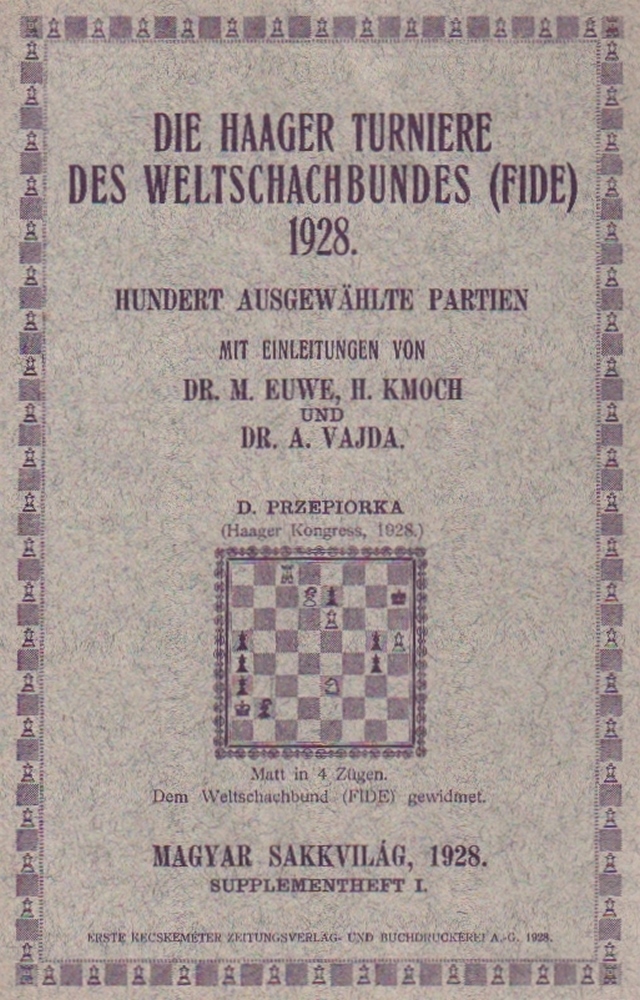 DIE HAAGER TURNIERE
DES WELTSCHACHBUNDES (FIDE)
1928.
HUNDERT AUSGEWÄHLTE PARTIEN
MIT EINLEITUNGEN VON
DR. M. EUWE, H. KMOCH
UND
DR. A. VAJDA.
D. PRZEPIORKA
(Haager Kongress, 1928.)
Matt in 4 Zügen.
Dem Weltschachbund (FIDE) gewidmet.
MAGYAR SAKKVILÁG, 1928.
SUPPLEMENTHEFT I.
ERSTE KECSKEMÉTER ZEITUNGSVERLAG- UND BUCHDRUCKEREI A.-G. 1928.